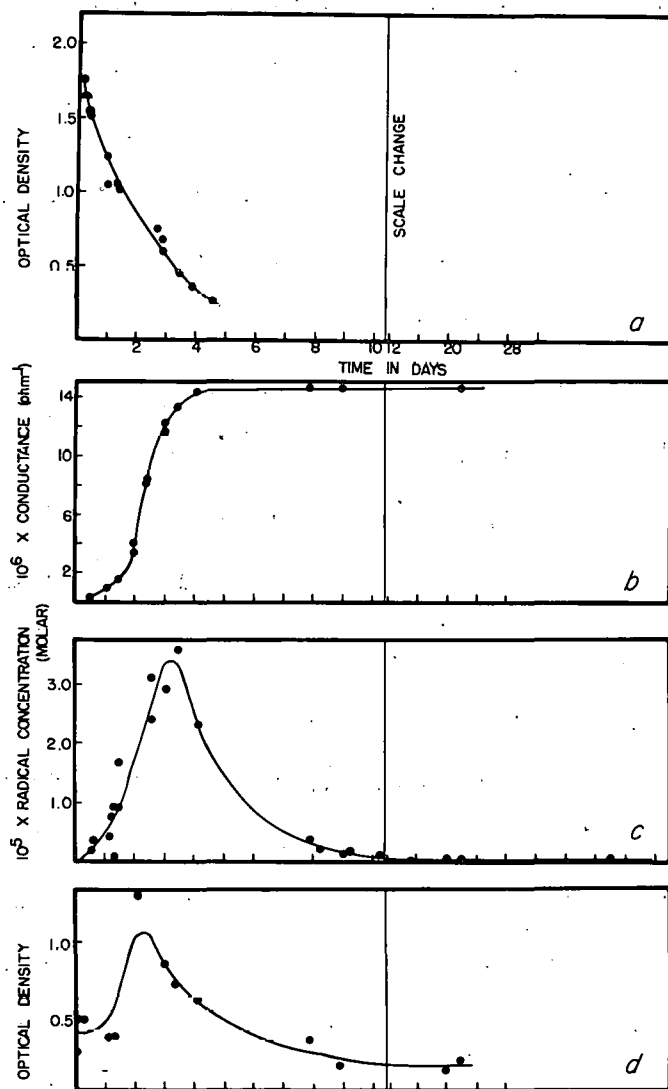 2.0
1.5
1.0
0.5
OPTICAL DENSITY
SCALE CHANGE
a
2 4 6 8 10 12 20 28
TIME IN DAYS
14
10
6
2
10⁶ X CONDUCTANCE (ohm⁻¹)
b
3.0
2.0
1.0
10⁵ X RADICAL CONCENTRATION
(MOLAR)
c
1.0
0.5
OPTICAL DENSITY
d